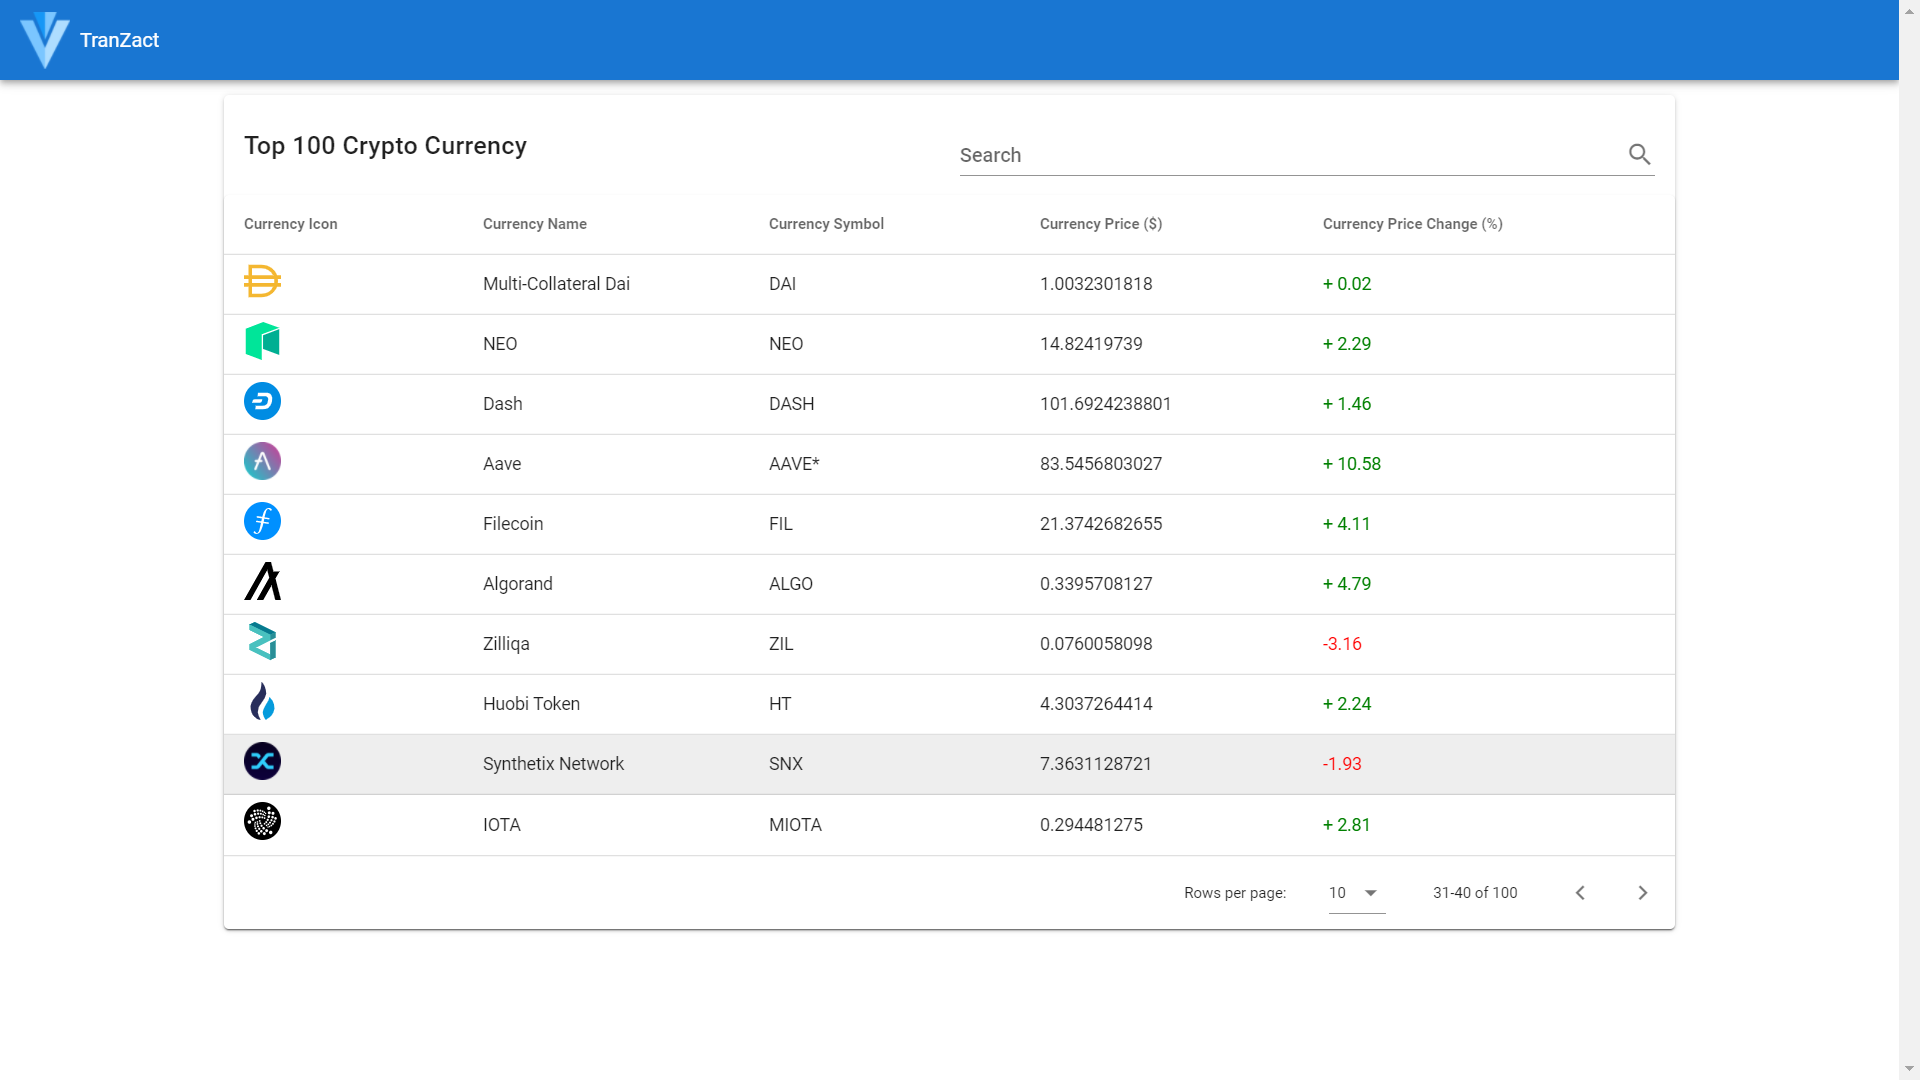 TranZact
Top 100 Crypto Currency
Search
Currency Icon Currency Name Currency Symbol Currency Price ($) Currency Price Change (%)
Multi-Collateral Dai DAI 1.0032301818 + 0.02
NEO NEO 14.82419739 + 2.29
Dash DASH 101.6924238801 + 1.46
Aave AAVE* 83.5456803027 + 10.58
Filecoin FIL 21.3742682655 + 4.11
Algorand ALGO 0.3395708127 + 4.79
Zilliqa ZIL 0.0760058098 -3.16
Huobi Token HT 4.3037264414 + 2.24
Synthetix Network SNX 7.3631128721 -1.93
IOTA MIOTA 0.294481275 + 2.81
Rows per page: 10 31-40 of 100